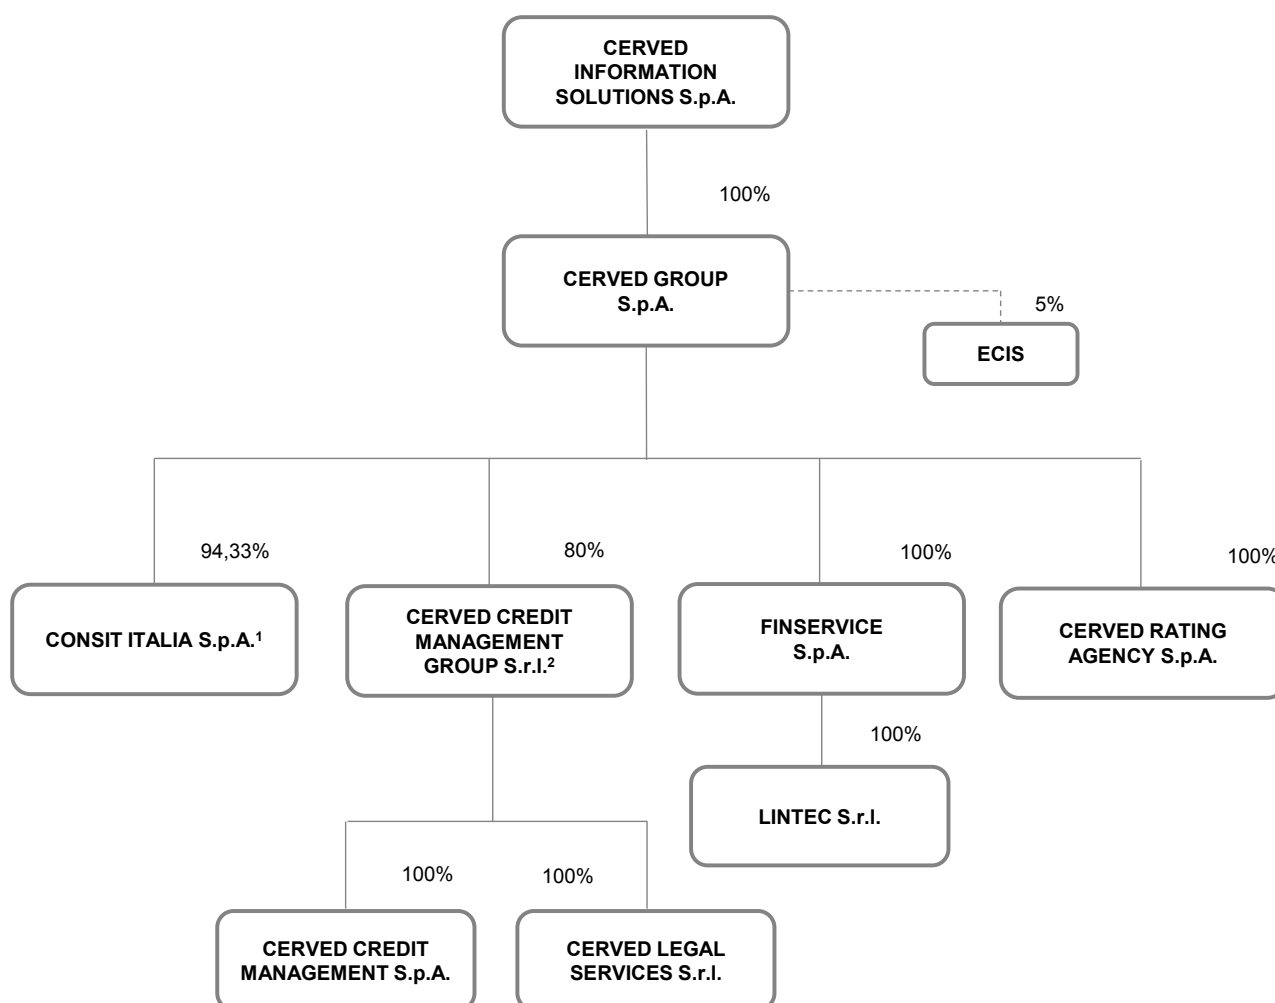 CERVED
INFORMATION
SOLUTIONS S.p.A.
100%
CERVED GROUP
S.p.A.
5%
ECIS
94,33%
80%
100%
100%
CONSIT ITALIA S.p.A.¹
CERVED CREDIT
MANAGEMENT
GROUP S.r.l.²
FINSERVICE
S.p.A.
CERVED RATING
AGENCY S.p.A.
100%
LINTEC S.r.l.
100%
100%
CERVED CREDIT
MANAGEMENT S.p.A.
CERVED LEGAL
SERVICES S.r.l.